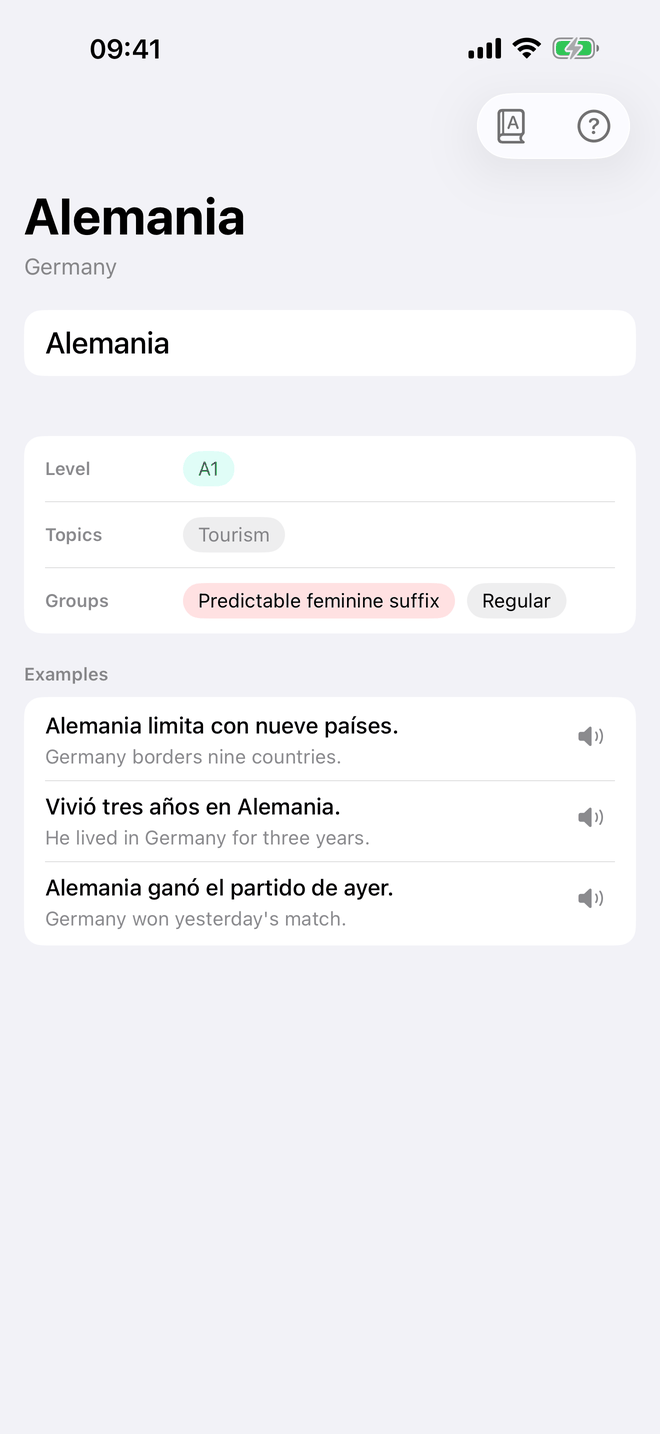 09:41
A
?
Alemania
Germany
Alemania
Level A1
Topics Tourism
Groups Predictable feminine suffix Regular
Examples
Alemania limita con nueve países.
Germany borders nine countries.
Vivió tres años en Alemania.
He lived in Germany for three years.
Alemania ganó el partido de ayer.
Germany won yesterday's match.